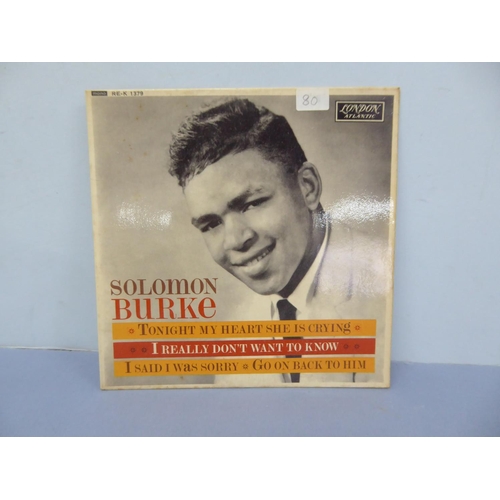 RE-K 1379
80
LONDON
ATLANTIC
SOLOMON
BURKE
TONIGHT MY HEART SHE IS CRYING
I REALLY DON'T WANT TO KNOW
I SAID I WAS SORRY * GO ON BACK TO HIM